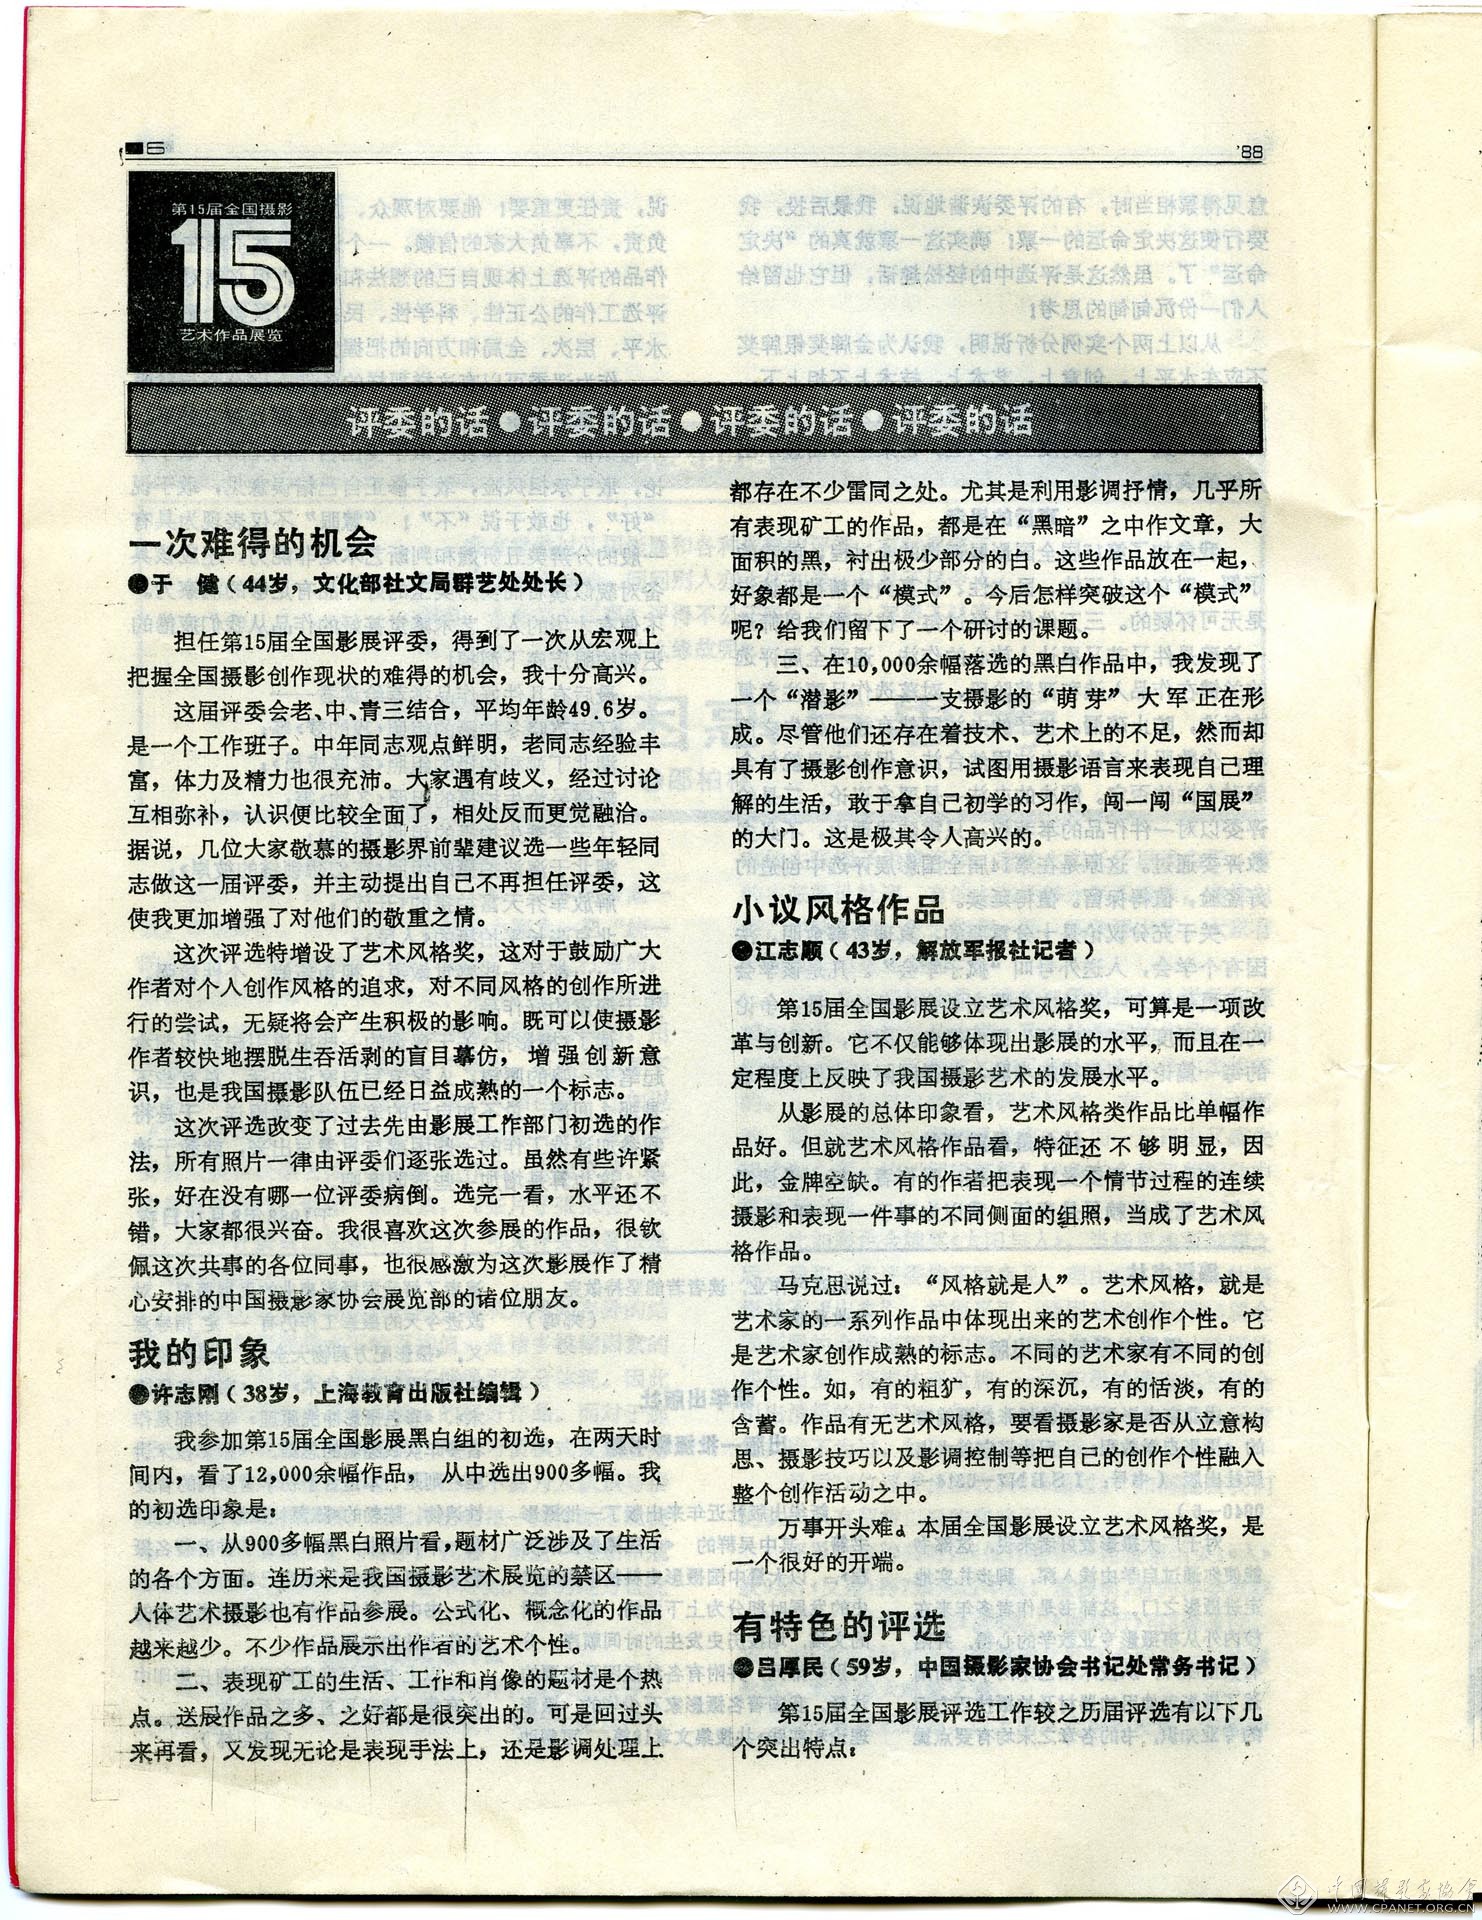 6
'88
第15届全国摄影
15
艺术作品展览
评委的话●评委的话●评委的话●评委的话
一次难得的机会
●于　健（44岁，文化部社文局群艺处处长）
担任第15届全国影展评委，得到了一次从宏观上
把握全国摄影创作现状的难得的机会，我十分高兴。
这届评委会老、中、青三结合，平均年龄49.6岁。
是一个工作班子。中年同志观点鲜明，老同志经验丰
富，体力及精力也很充沛。大家遇有歧义，经过讨论
互相弥补，认识便比较全面了，相处反而更觉融洽。
据说，几位大家敬慕的摄影界前辈建议选一些年轻同
志做这一届评委，并主动提出自己不再担任评委，这
使我更加增强了对他们的敬重之情。
这次评选特增设了艺术风格奖，这对于鼓励广大
作者对个人创作风格的追求，对不同风格的创作所进
行的尝试，无疑将会产生积极的影响。既可以使摄影
作者较快地摆脱生吞活剥的盲目摹仿，增强创新意
识，也是我国摄影队伍已经日益成熟的一个标志。
这次评选改变了过去先由影展工作部门初选的作
法，所有照片一律由评委们逐张选过。虽然有些许紧
张，好在没有哪一位评委病倒。选完一看，水平还不
错，大家都很兴奋。我很喜欢这次参展的作品，很钦
佩这次共事的各位同事，也很感激为这次影展作了精
心安排的中国摄影家协会展览部的诸位朋友。
我的印象
●许志刚（38岁，上海教育出版社编辑）
我参加第15届全国影展黑白组的初选，在两天时
间内，看了12,000余幅作品，从中选出900多幅。我
的初选印象是：
一、从900多幅黑白照片看，题材广泛涉及了生活
的各个方面。连历来是我国摄影艺术展览的禁区——
人体艺术摄影也有作品参展。公式化、概念化的作品
越来越少。不少作品展示出作者的艺术个性。
二、表现矿工的生活、工作和肖像的题材是个热
点。送展作品之多、之好都是很突出的。可是回过头
来再看，又发现无论是表现手法上，还是影调处理上
都存在不少雷同之处。尤其是利用影调抒情，几乎所
有表现矿工的作品，都是在“黑暗”之中作文章，大
面积的黑，衬出极少部分的白。这些作品放在一起，
好象都是一个“模式”。今后怎样突破这个“模式”
呢？给我们留下了一个研讨的课题。
三、在10,000余幅落选的黑白作品中，我发现了
一个“潜影”——一支摄影的“萌芽”大军正在形
成。尽管他们还存在着技术、艺术上的不足，然而却
具有了摄影创作意识，试图用摄影语言来表现自己理
解的生活，敢于拿自己初学的习作，闯一闯“国展”
的大门。这是极其令人高兴的。
小议风格作品
●江志顺（43岁，解放军报社记者）
第15届全国影展设立艺术风格奖，可算是一项改
革与创新。它不仅能够体现出影展的水平，而且在一
定程度上反映了我国摄影艺术的发展水平。
从影展的总体印象看，艺术风格类作品比单幅作
品好。但就艺术风格作品看，特征还不够明显，因
此，金牌空缺。有的作者把表现一个情节过程的连续
摄影和表现一件事的不同侧面的组照，当成了艺术风
格作品。
马克思说过：“风格就是人”。艺术风格，就是
艺术家的一系列作品中体现出来的艺术创作个性。它
是艺术家创作成熟的标志。不同的艺术家有不同的创
作个性。如，有的粗犷，有的深沉，有的恬淡，有的
含蓄。作品有无艺术风格，要看摄影家是否从立意构
思、摄影技巧以及影调控制等把自己的创作个性融入
整个创作活动之中。
万事开头难。本届全国影展设立艺术风格奖，是
一个很好的开端。
有特色的评选
●吕厚民（59岁，中国摄影家协会书记处常务书记）
第15届全国影展评选工作较之历届评选有以下几
个突出特点：
中国摄影家协会
WWW.CPANET.ORG.CN